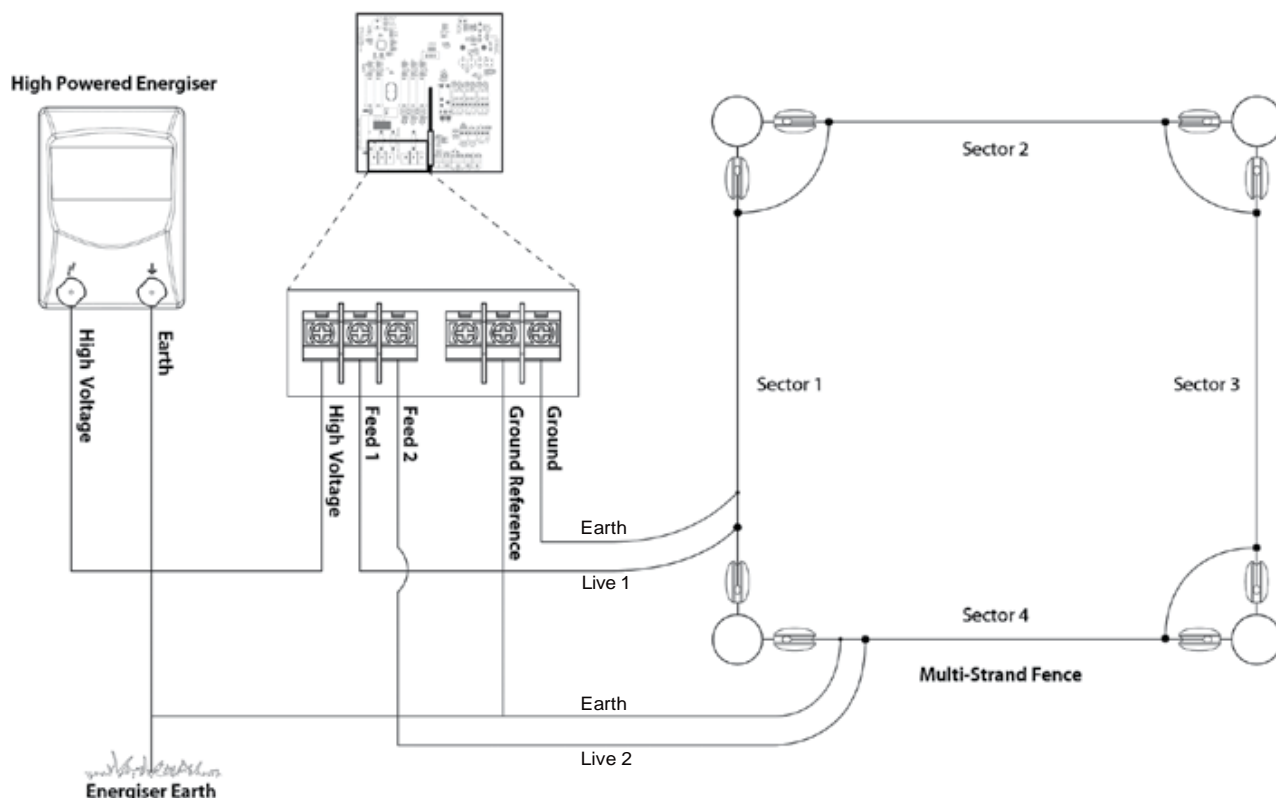 High Powered Energiser
High Voltage
Earth
High Voltage
Feed 1
Feed 2
Ground Reference
Ground
Earth
Live 1
Earth
Live 2
Energiser Earth
Sector 2
Sector 1
Sector 3
Sector 4
Multi-Strand Fence